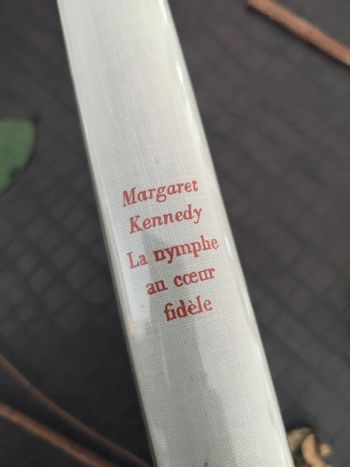 Margaret
Kennedy
La nymphe
au cœur
fidèle